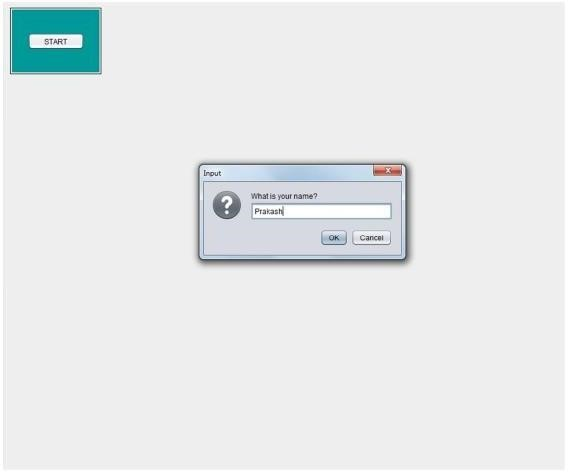 START
Input
What is your name?
Prakash
OK Cancel